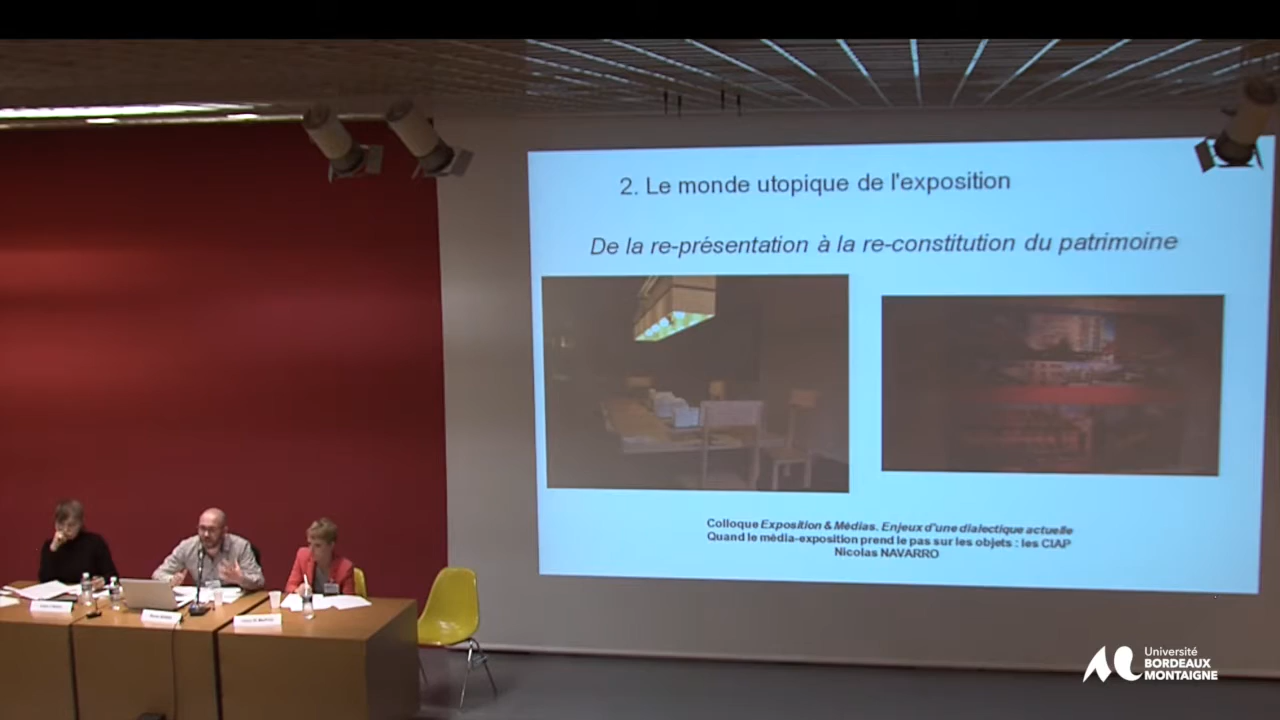 2. Le monde utopique de l'exposition
De la re-présentation à la re-constitution du patrimoine
Colloque Exposition & Médias. Enjeux d'une dialectique actuelle
Quand le média-exposition prend le pas sur les objets : les CIAP
Nicolas NAVARRO
Université
BORDEAUX
MONTAIGNE